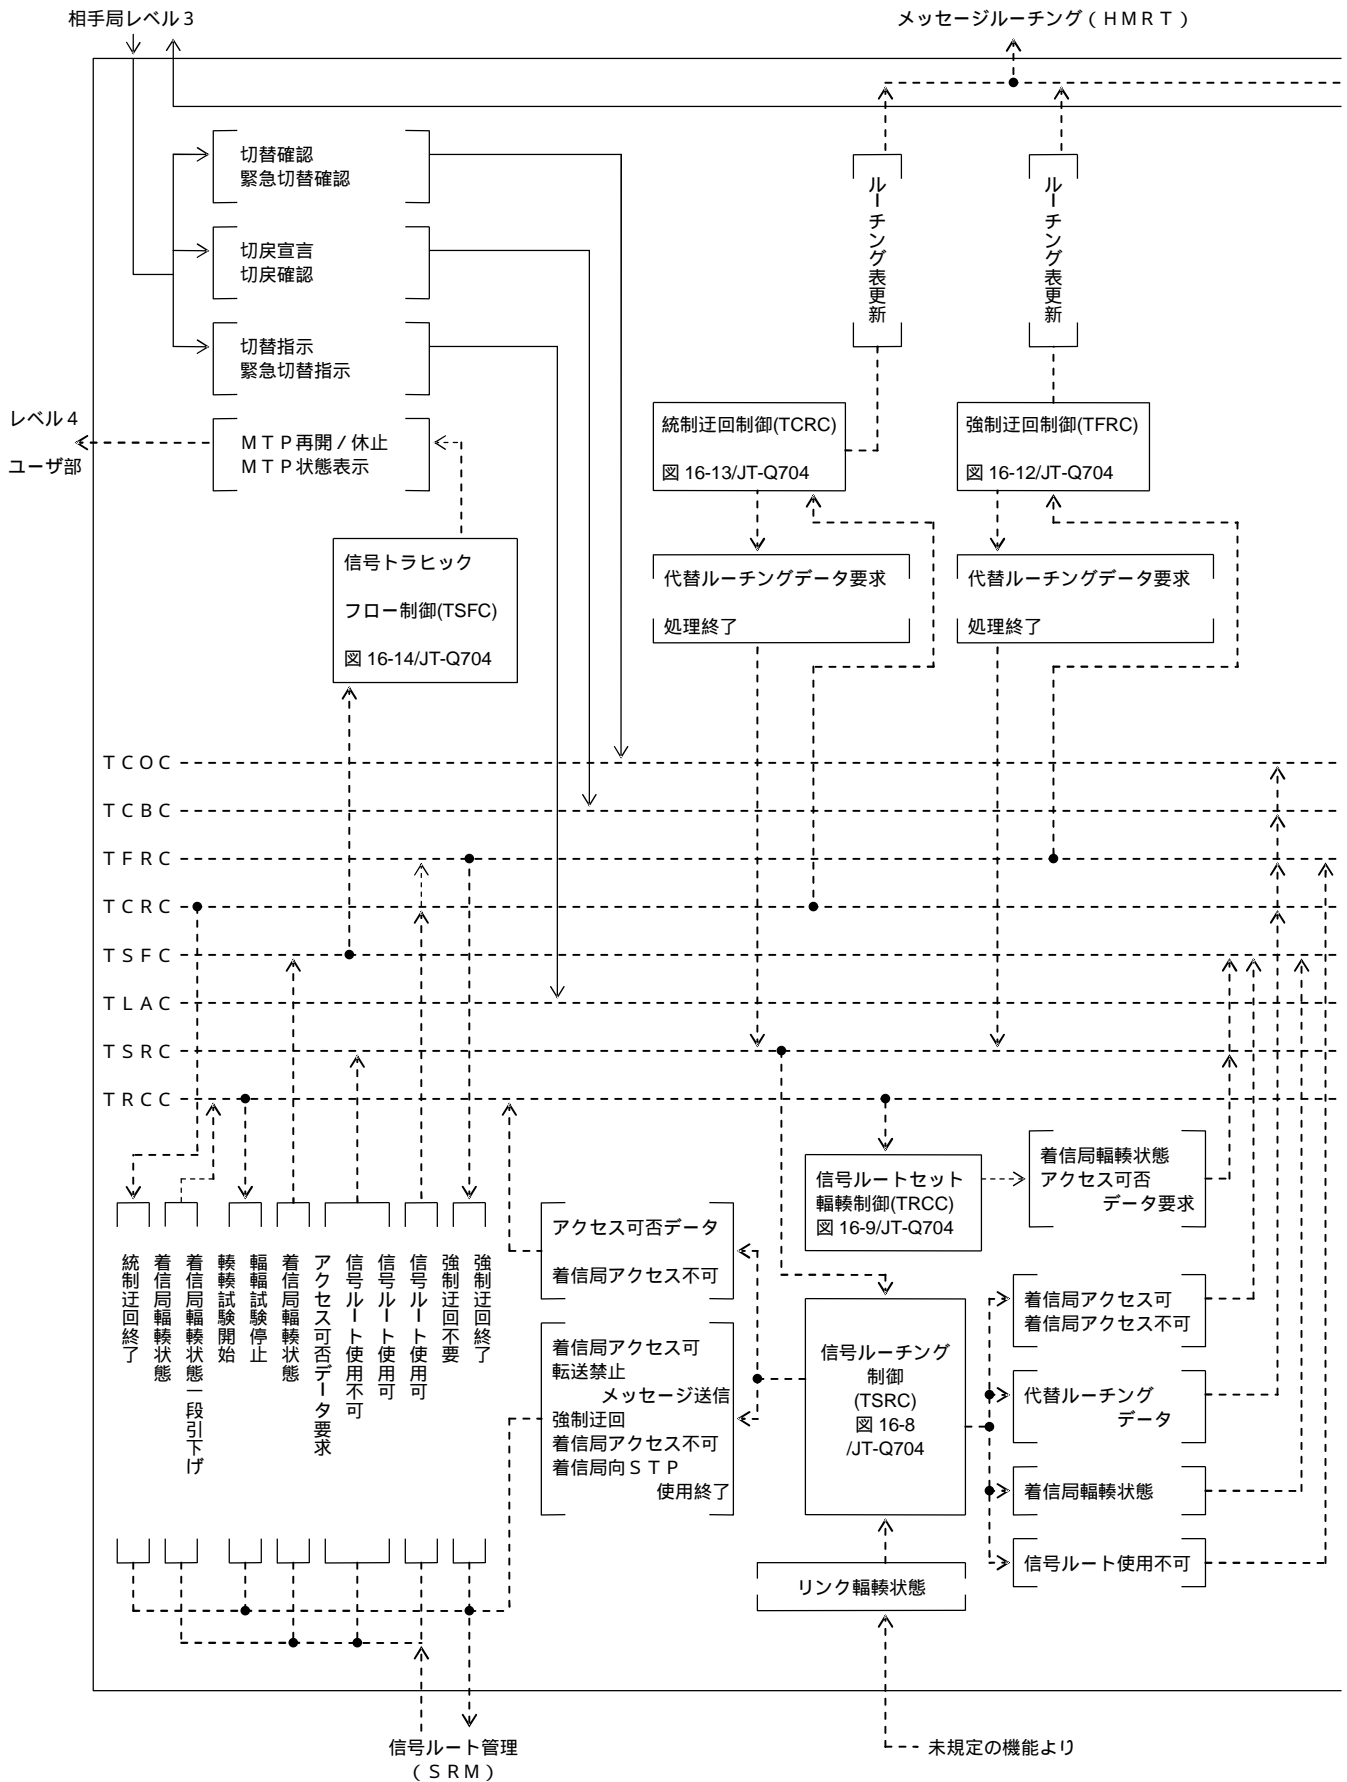 相手局レベル3
メッセージルーチング(HMRT)
切替確認
緊急切替確認
切戻宣言
切戻確認
切替指示
緊急切替指示
ルーチング表更新
ルーチング表更新
レベル4
ユーザ部
MTP再開/休止
MTP状態表示
統制迂回制御(TCRC)
図 16-13/JT-Q704
強制迂回制御(TFRC)
図 16-12/JT-Q704
信号トラヒック
フロー制御(TSFC)
図 16-14/JT-Q704
代替ルーチングデータ要求
処理終了
代替ルーチングデータ要求
処理終了
TCOC
TCBC
TFRC
TCRC
TSFC
TLAC
TSRC
TRCC
統制迂回終了
着信局輻輳状態
着信局輻輳状態一段引下げ
輳輳試験開始
輻輻試験停止
着信局輻輳状態
アクセス可否データ要求
信号ルート使用不可
信号ルート使用可
信号ルート使用可
強制迂回不要
強制迂回終了
アクセス可否データ
着信局アクセス不可
着信局アクセス可
転送禁止
メッセージ送信
強制迂回
着信局アクセス不可
着信局向STP
使用終了
信号ルートセット
輻輳制御(TRCC)
図 16-9/JT-Q704
着信局輻輳状態
アクセス可否
データ要求
信号ルーチング
制御
(TSRC)
図 16-8
/JT-Q704
着信局アクセス可
着信局アクセス不可
代替ルーチング
データ
着信局輻輳状態
信号ルート使用不可
リンク輻輳状態
信号ルート管理
(SRM)
未規定の機能より